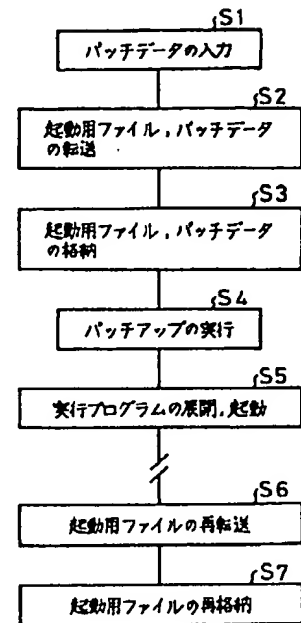 S1
パッチデータの入力
S2
起動用ファイル,パッチデータ
の転送
S3
起動用ファイル,パッチデータ
の格納
S4
パッチアップの実行
S5
実行プログラムの展開,起動
S6
起動用ファイルの再転送
S7
起動用ファイルの再格納